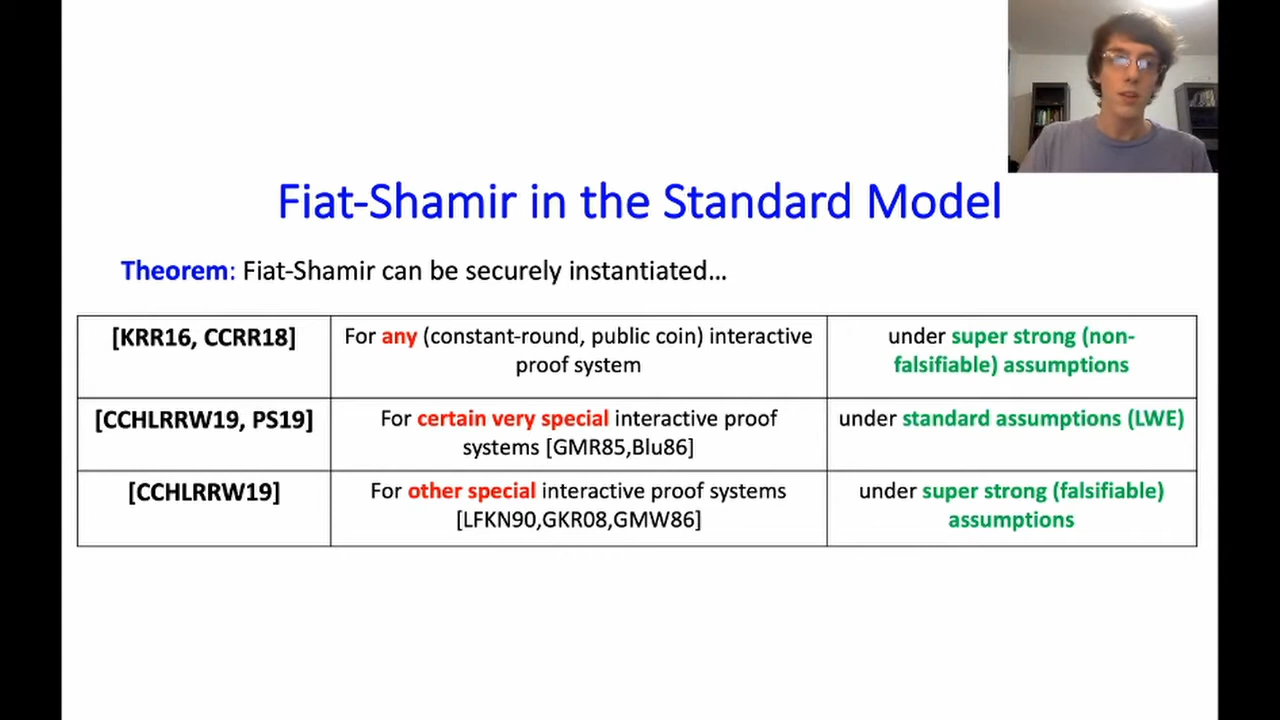 Fiat-Shamir in the Standard Model
Theorem: Fiat-Shamir can be securely instantiated…
[KRR16, CCRR18]
For any (constant-round, public coin) interactive
proof system
under super strong (non-
falsifiable) assumptions
[CCHLRRW19, PS19]
For certain very special interactive proof
systems [GMR85,Blu86]
under standard assumptions (LWE)
[CCHLRRW19]
For other special interactive proof systems
[LFKN90,GKR08,GMW86]
under super strong (falsifiable)
assumptions